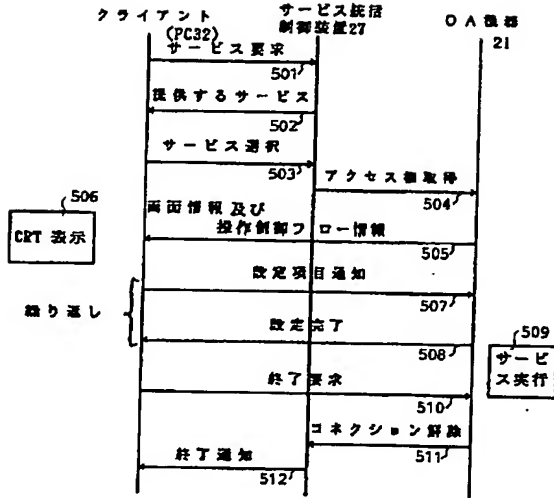 クライアント
(PC32)
サービス統括
制御装置27
OA機器
21
サービス要求
501
提供するサービス
502
サービス選択
503
アクセス権取得
504
画面情報及び
操作制御フロー情報
505
506
CRT 表示
設定項目通知
507
繰り返し
設定完了
508
509
サービ
ス実行
終了要求
510
コネクション解除
511
終了通知
512